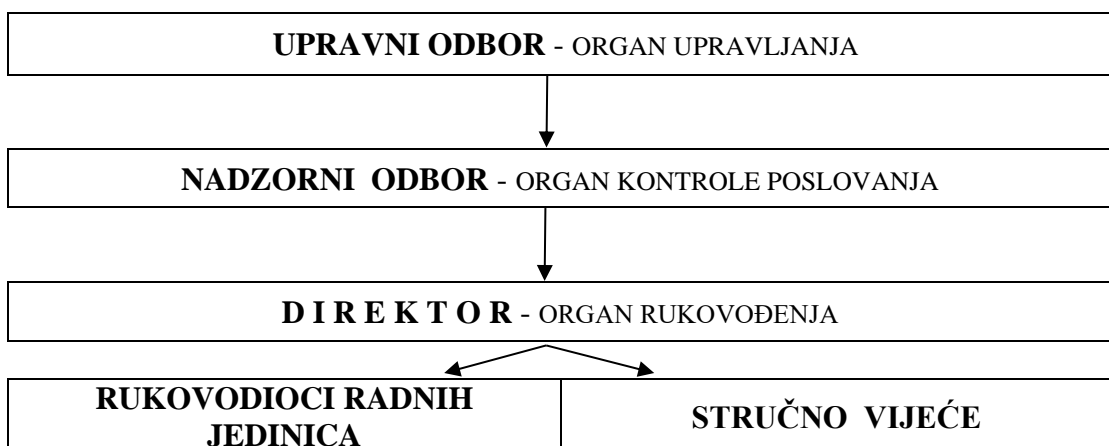 UPRAVNI ODBOR - ORGAN UPRAVLJANJA
NADZORNI ODBOR - ORGAN KONTROLE POSLOVANJA
D I R E K T O R - ORGAN RUKOVOĐENJA
RUKOVODIOCI RADNIH
JEDINICA
STRUČNO VIJEĆE